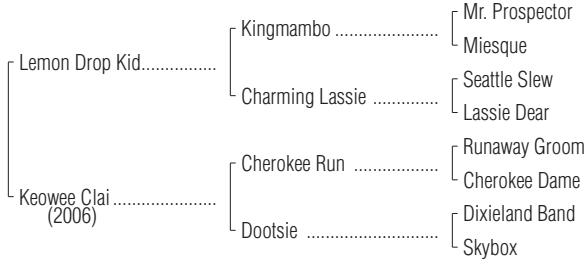 Mr. Prospector
Kingmambo ......................
Miesque
Lemon Drop Kid................
Seattle Slew
Charming Lassie ..............
Lassie Dear
Runaway Groom
Cherokee Run ..................
Cherokee Dame
Keowee Clai ......................
(2006)
Dixieland Band
Dootsie ............................
Skybox